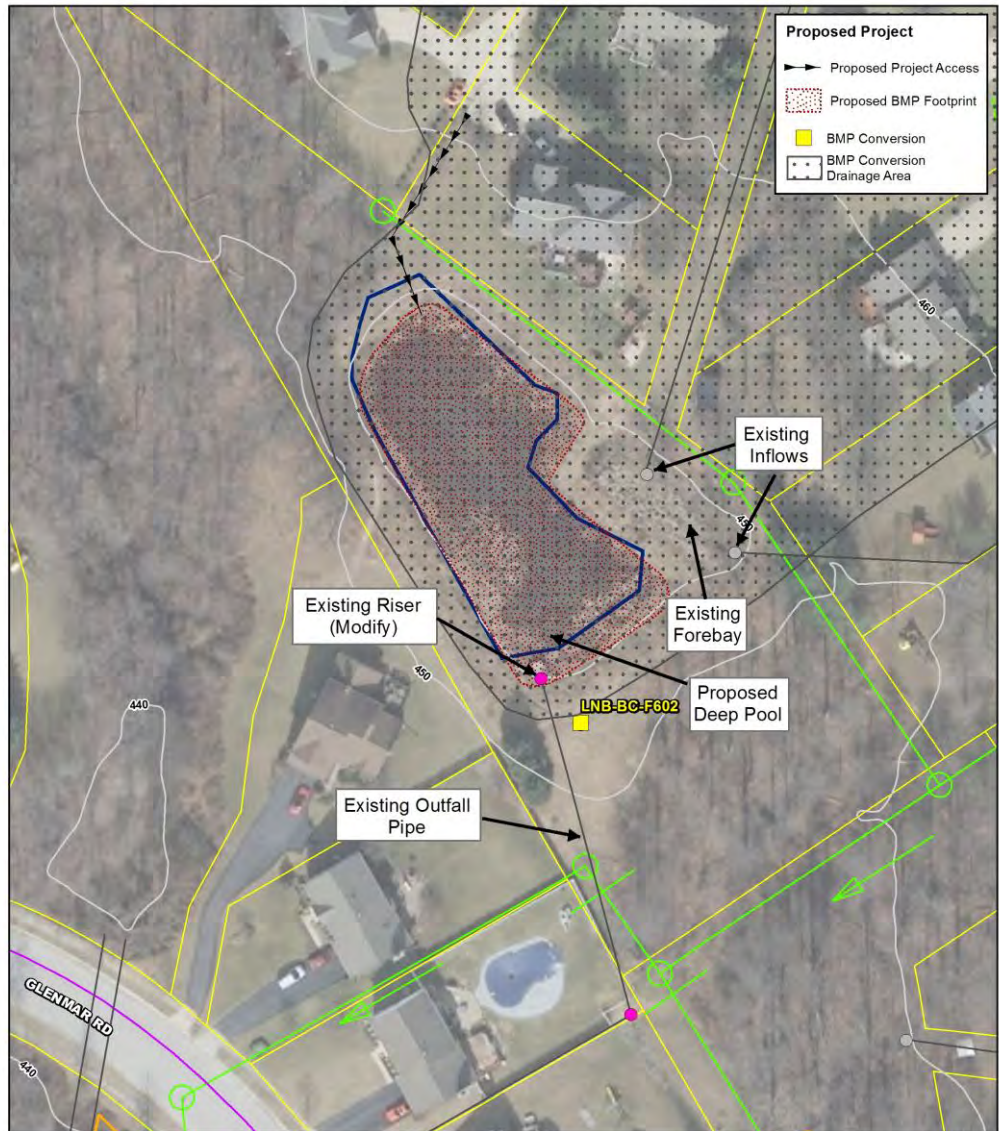 Proposed Project
Proposed Project Access
Proposed BMP Footprint
BMP Conversion
BMP Conversion
Drainage Area
460
Existing
Inflows
450
Existing Riser
(Modify)
Existing
Forebay
450
Proposed
Deep Pool
LNB-BC-F602
440
Existing Outfall
Pipe
GLENMAR RD
440